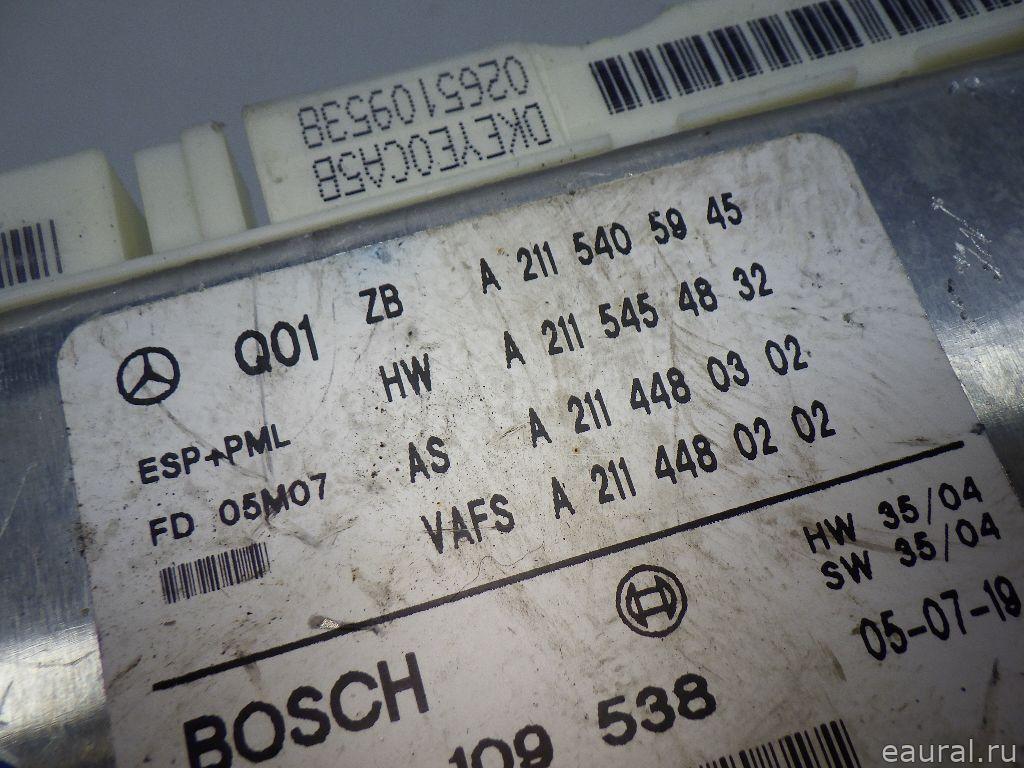 0265109538
DKEYE0CA5B
Q01
ZB A 211 540 59 45
HW A 211 545 48 32
ESP+PML
AS A 211 448 03 02
FD 05M07
VAFS A 211 448 02 02
HW 35/04
SW 35/04
05-07-19
BOSCH
109 538
eaural.ru